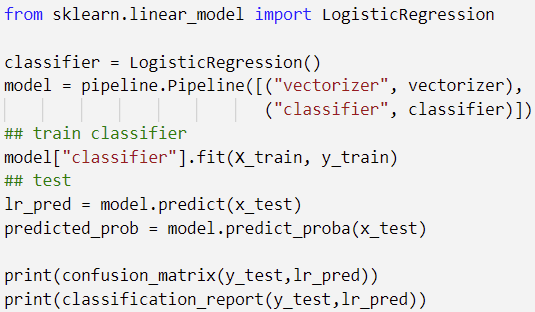 from sklearn.linear_model import LogisticRegression
classifier = LogisticRegression()
model = pipeline.Pipeline([("vectorizer", vectorizer),
("classifier", classifier)])
## train classifier
model["classifier"].fit(X_train, y_train)
## test
lr_pred = model.predict(x_test)
predicted_prob = model.predict_proba(x_test)
print(confusion_matrix(y_test,lr_pred))
print(classification_report(y_test,lr_pred))